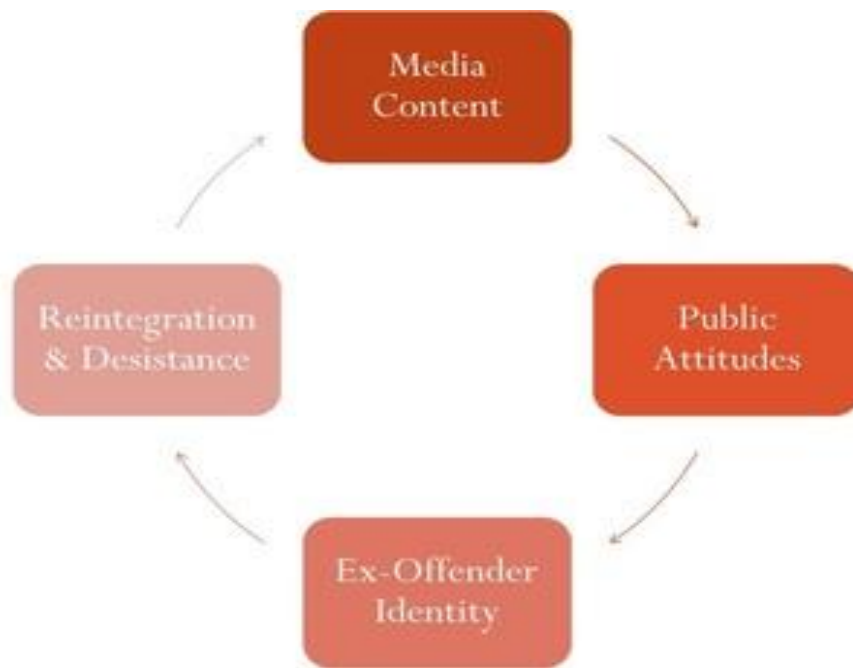 Media
Content
Public
Attitudes
Ex-Offender
Identity
Reintegration
& Desistance